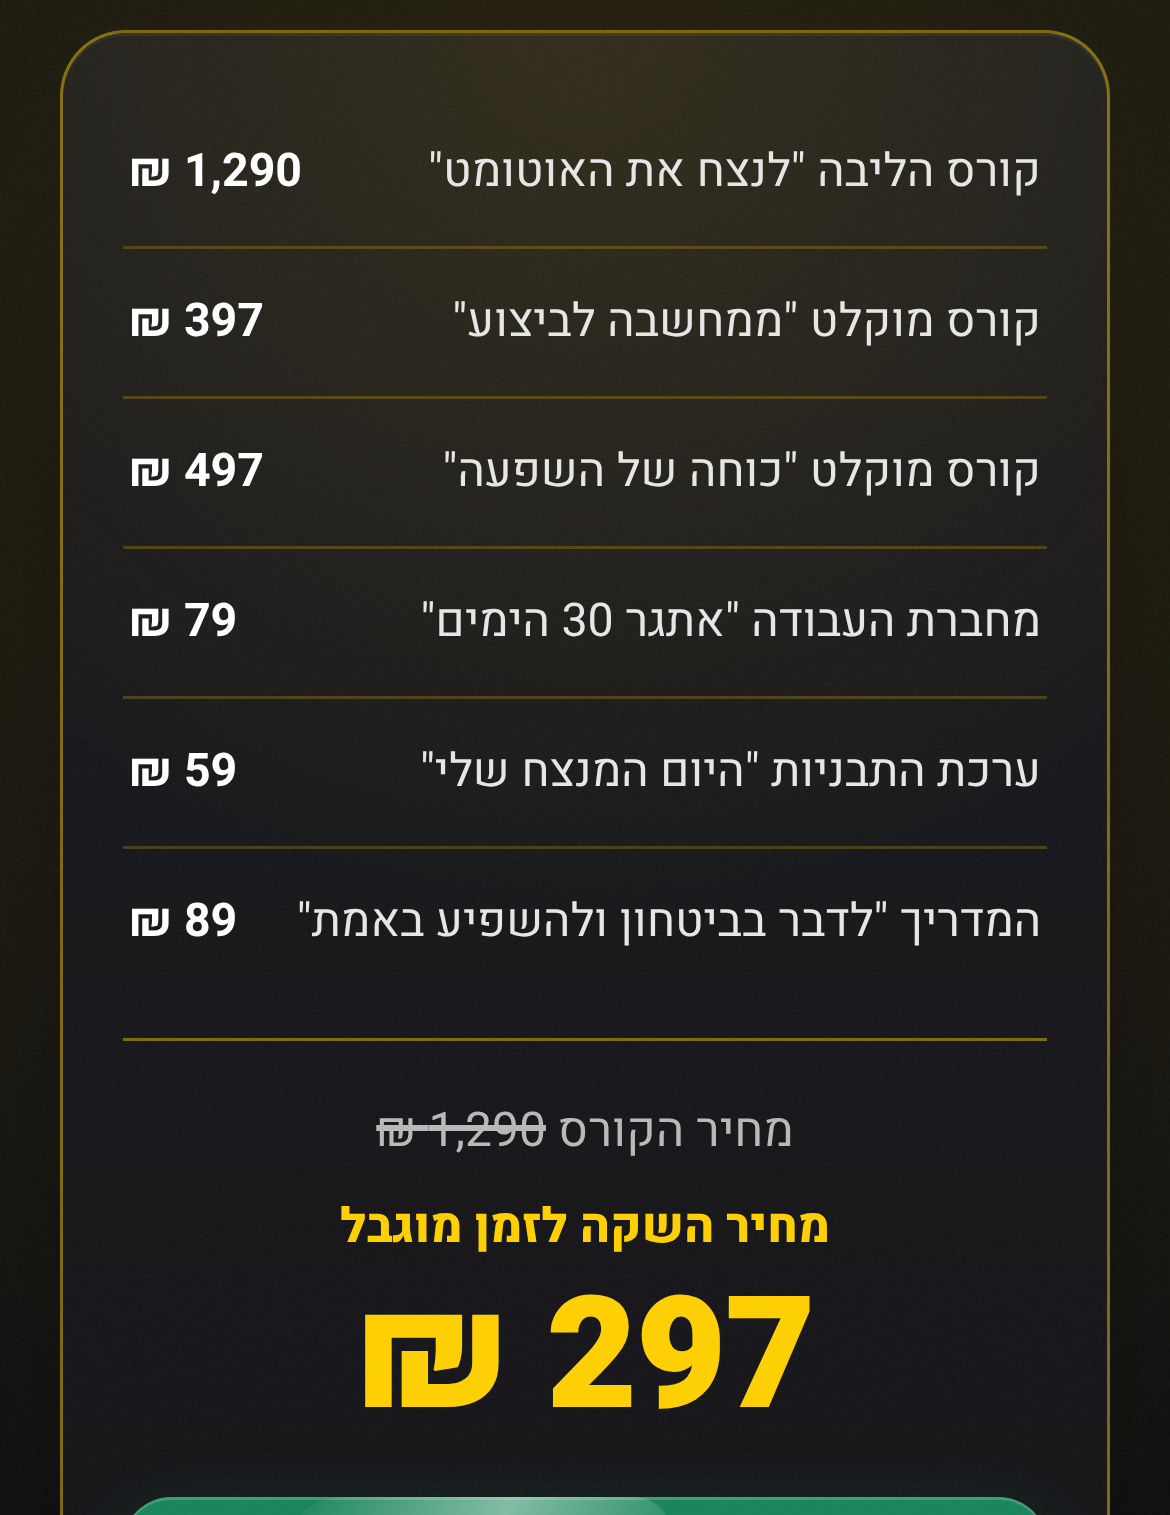 קורס הליבה "לנצח את האוטומט" 1,290 ₪
קורס מוקלט "ממחשבה לביצוע" 397 ₪
קורס מוקלט "כוחה של השפעה" 497 ₪
מחברת העבודה "אתגר 30 הימים" 79 ₪
ערכת התבניות "היום המנצח שלי" 59 ₪
המדריך "לדבר בביטחון ולהשפיע באמת" 89 ₪
מחיר הקורס 1,290 ₪
מחיר השקה לזמן מוגבל
297 ₪